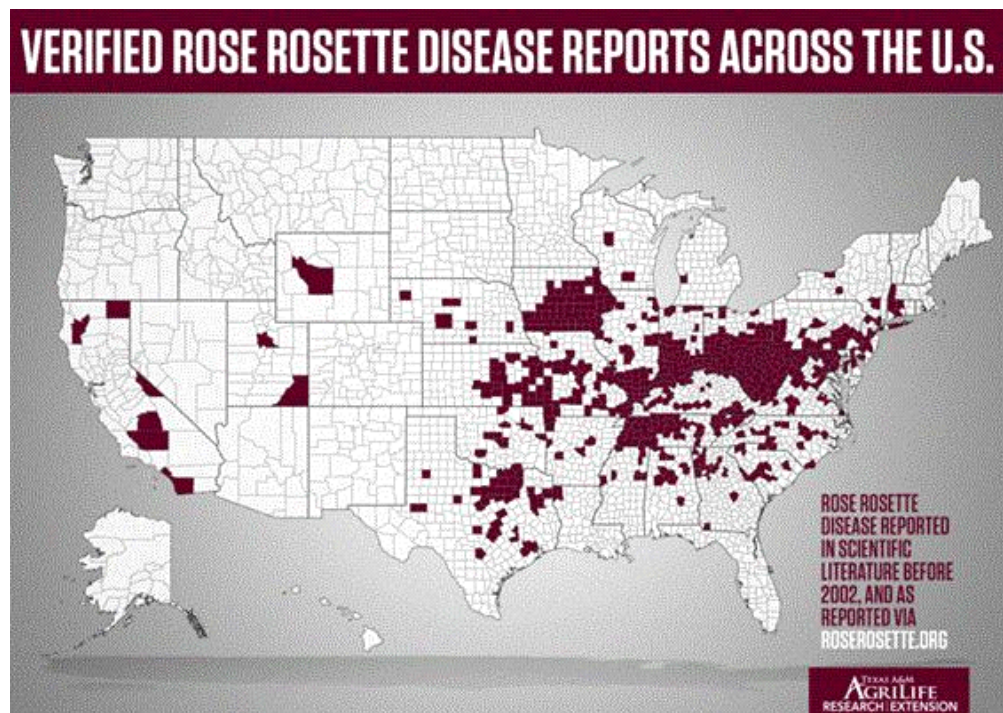 VERIFIED ROSE ROSETTE DISEASE REPORTS ACROSS THE U.S.
ROSE ROSETTE
DISEASE REPORTED
IN SCIENTIFIC
LITERATURE BEFORE
2002, AND AS
REPORTED VIA
ROSEROSETTE.ORG
TEXAS A&M
AGRILIFE
RESEARCH | EXTENSION